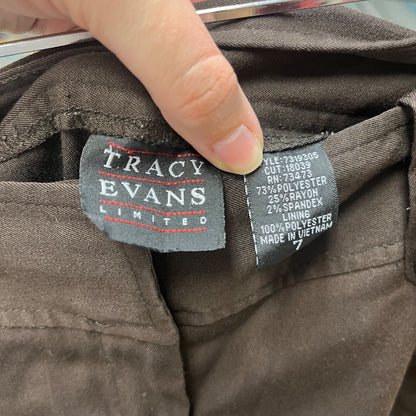 TRACY
EVANS
LIMITED
YLE: 7319305
CUT: 18039
RN: 73473
73% POLYESTER
25% RAYON
2% SPANDEX
LINING
100% POLYESTER
MADE IN VIETNAM
7